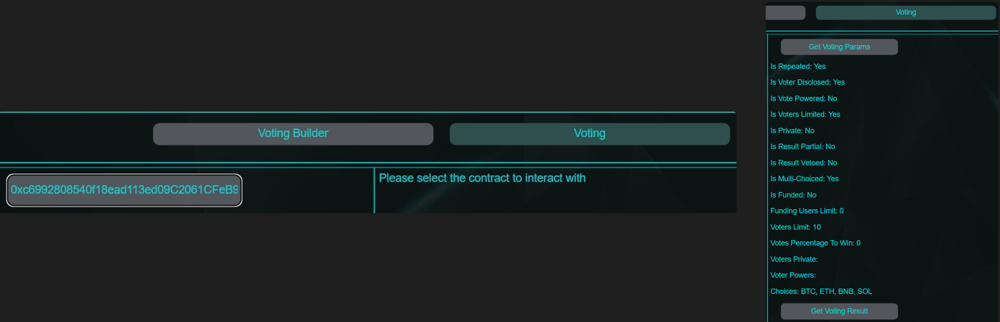 Voting Builder
Voting
0xc6992808540f18ead113ed09C2061CFeB9
Please select the contract to interact with
Voting
Get Voting Params
Is Repeated: Yes
Is Voter Disclosed: Yes
Is Vote Powered: No
Is Voters Limited: Yes
Is Private: No
Is Result Partial: No
Is Result Vetoed: No
Is Multi-Choiced: Yes
Is Funded: No
Funding Users Limit: 0
Voters Limit: 10
Votes Percentage To Win: 0
Voters Private:
Voter Powers:
Choices: BTC, ETH, BNB, SOL
Get Voting Result